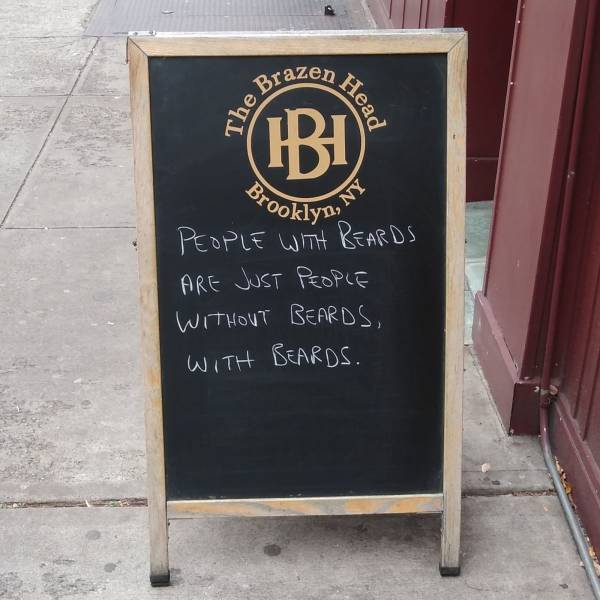 The Brazen Head
BH
Brooklyn, NY
PEOPLE WITH BEARDS
ARE JUST PEOPLE
WITHOUT BEARDS,
WITH BEARDS.